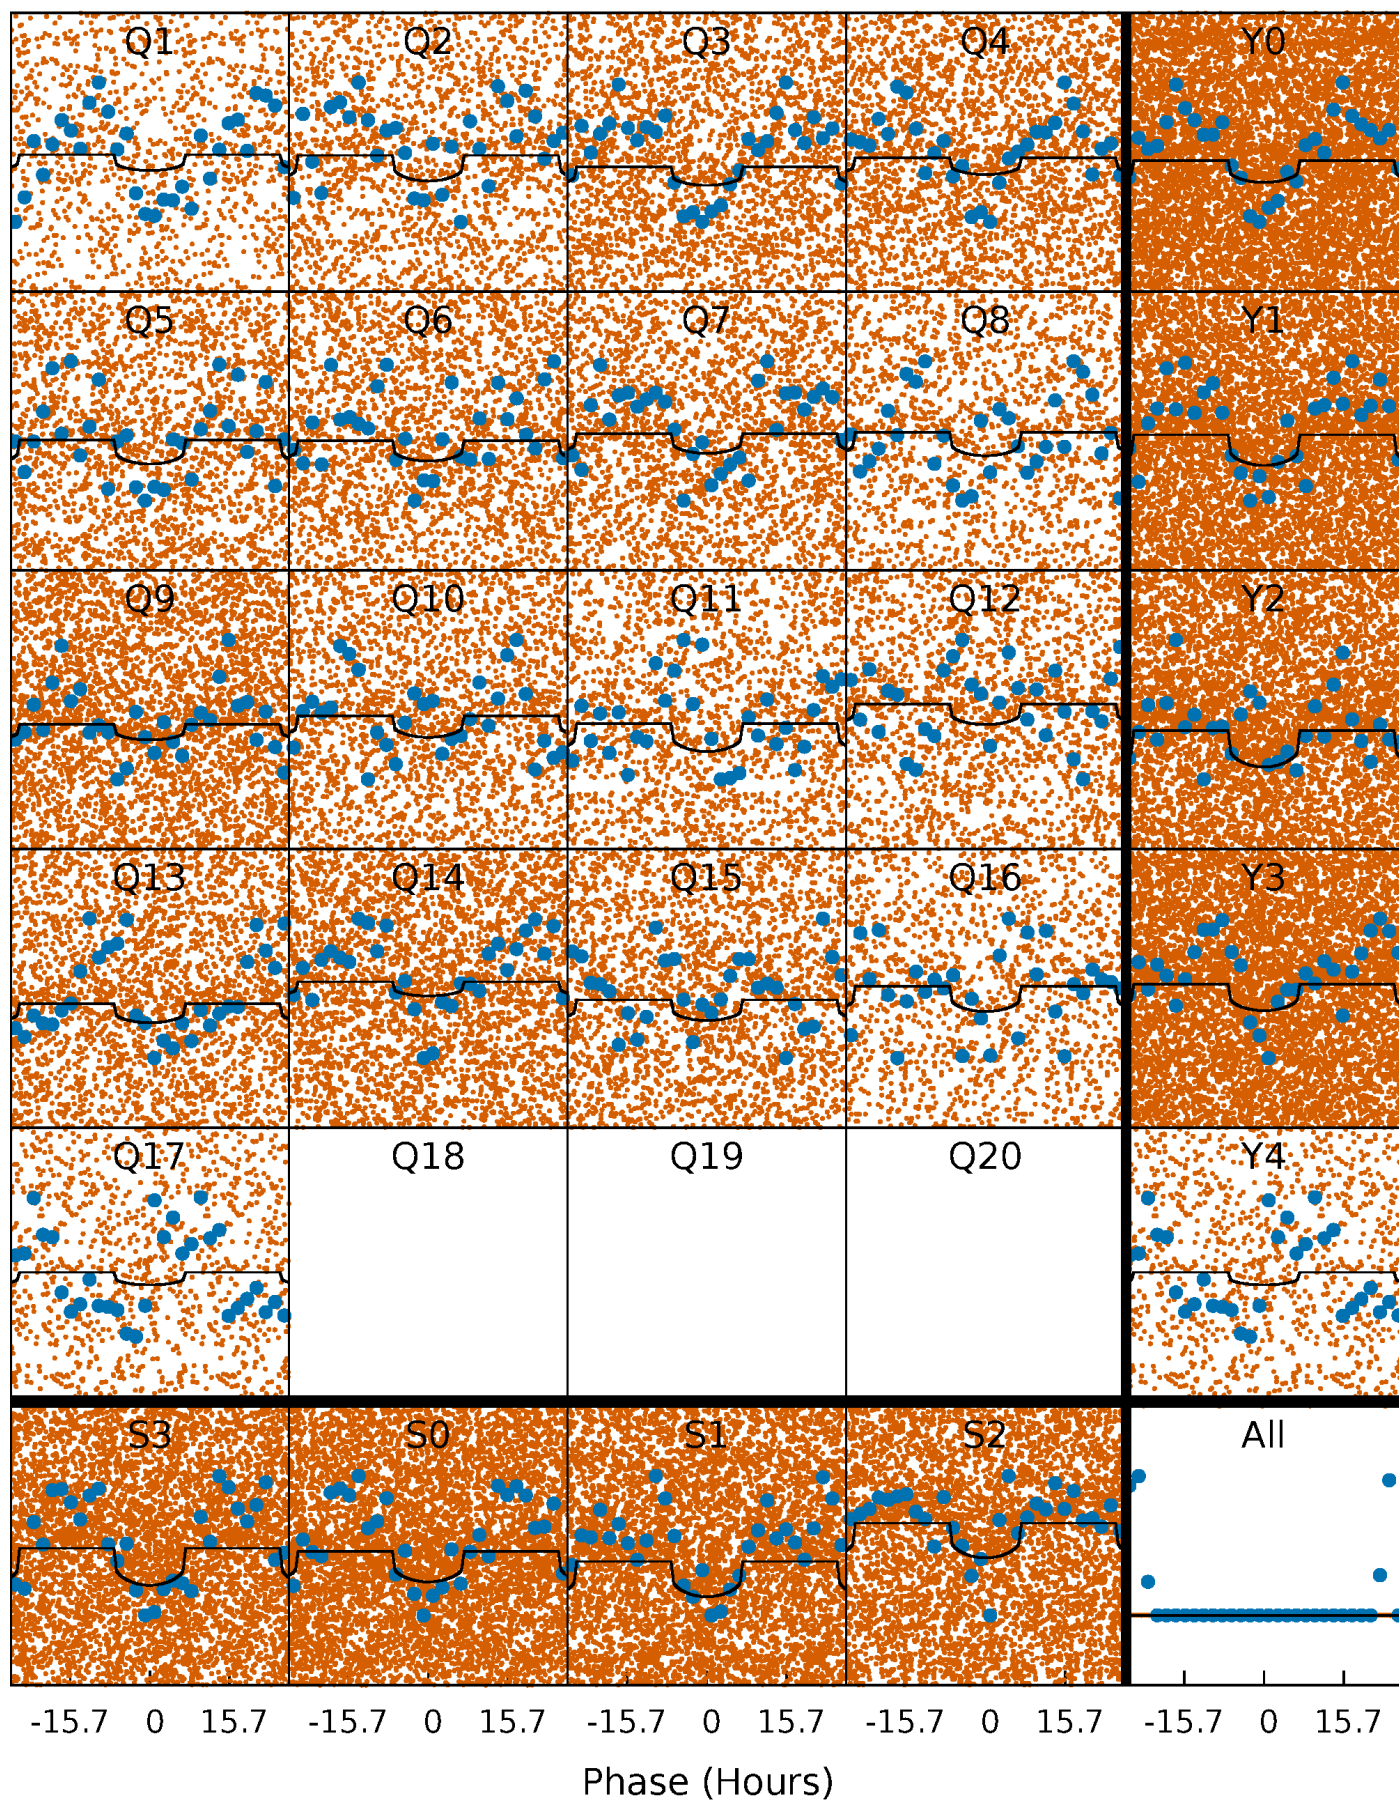 Q1 Q2 Q3 Q4 Y0
Q5 Q6 Q7 Q8 Y1
Q9 Q10 Q11 Q12 Y2
Q13 Q14 Q15 Q16 Y3
Q17 Q18 Q19 Q20 Y4
S3 S0 S1 S2 All
-15.7 0 15.7 -15.7 0 15.7 -15.7 0 15.7 -15.7 0 15.7 -15.7 0 15.7
Phase (Hours)